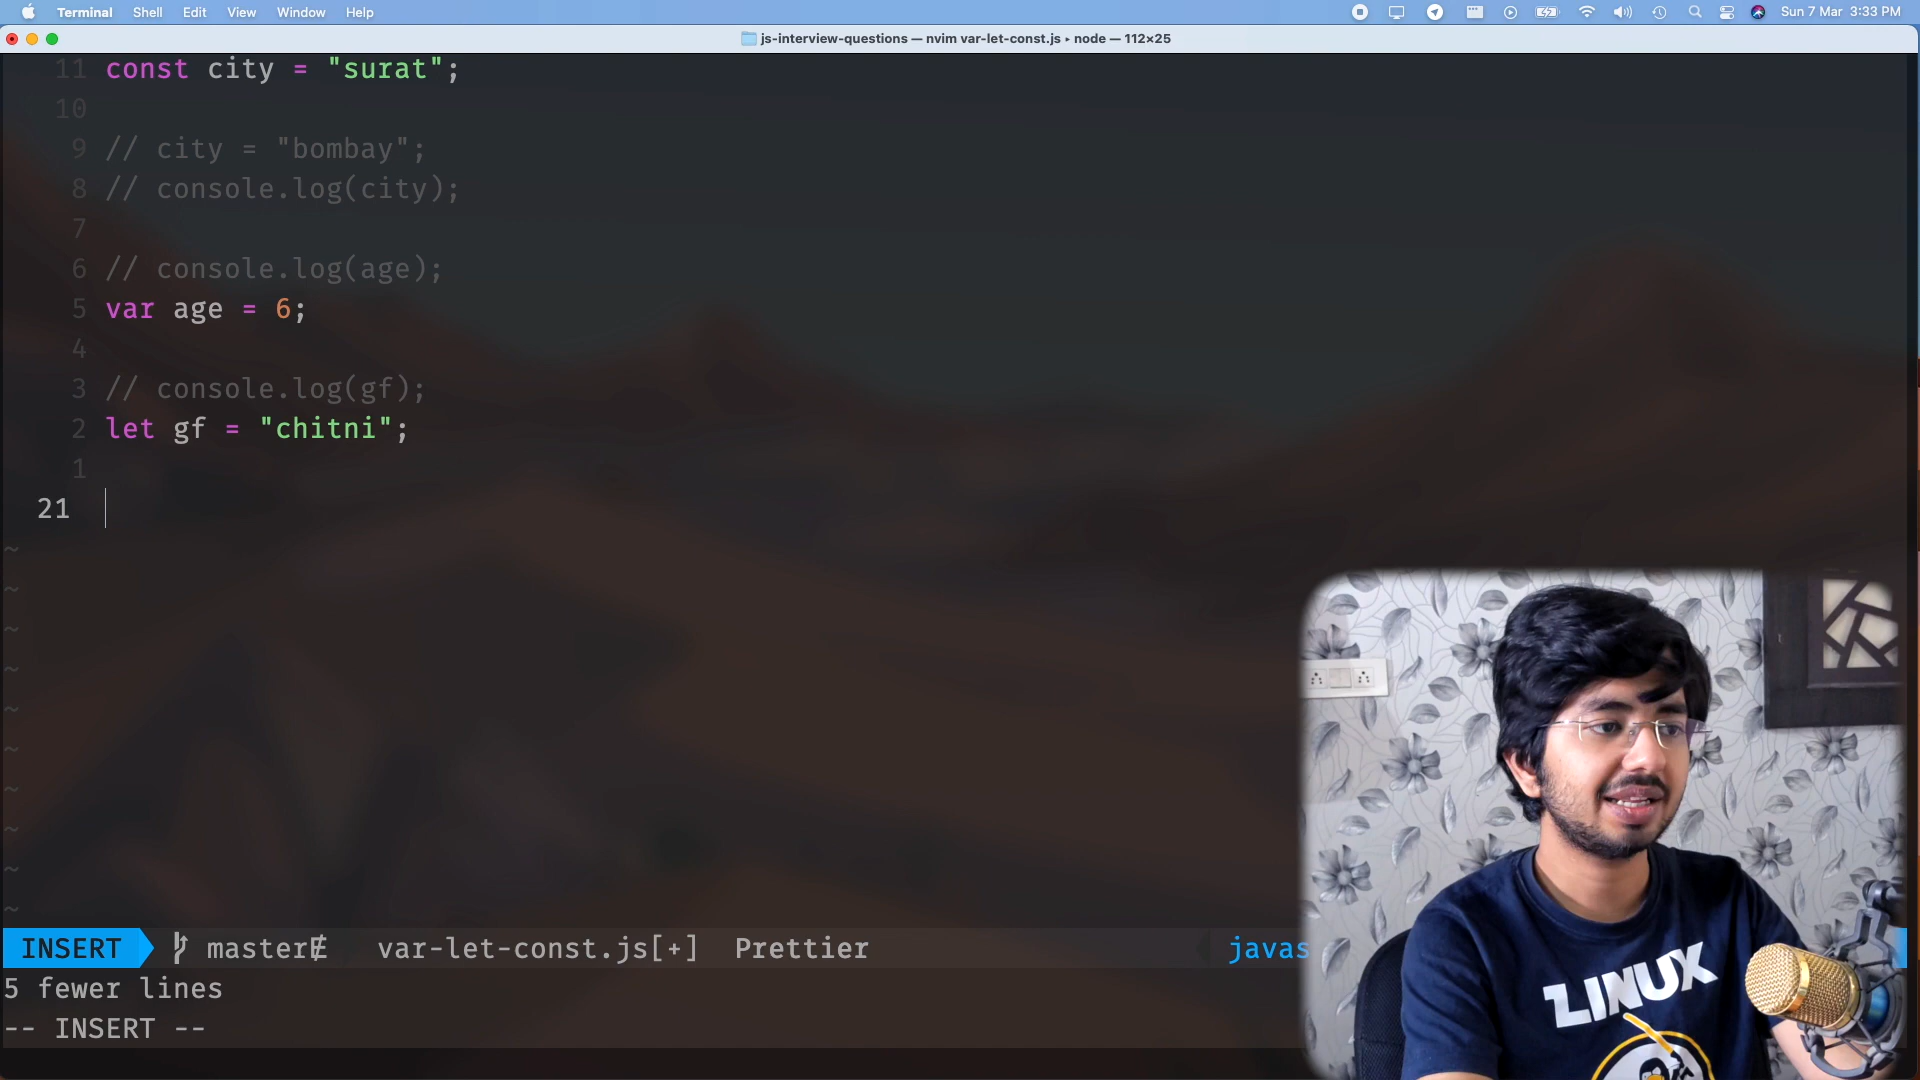 Terminal Shell Edit View Window Help Sun 7 Mar 3:33 PM
js-interview-questions — nvim var-let-const.js ▸ node — 112×25
11 const city = "surat";
10
9 // city = "bombay";
8 // console.log(city);
7
6 // console.log(age);
5 var age = 6;
4
3 // console.log(gf);
2 let gf = "chitni";
1
21
~
~
~
~
~
~
~
~
~
~
INSERT master var-let-const.js[+] Prettier javas
5 fewer lines
-- INSERT --
LINUX